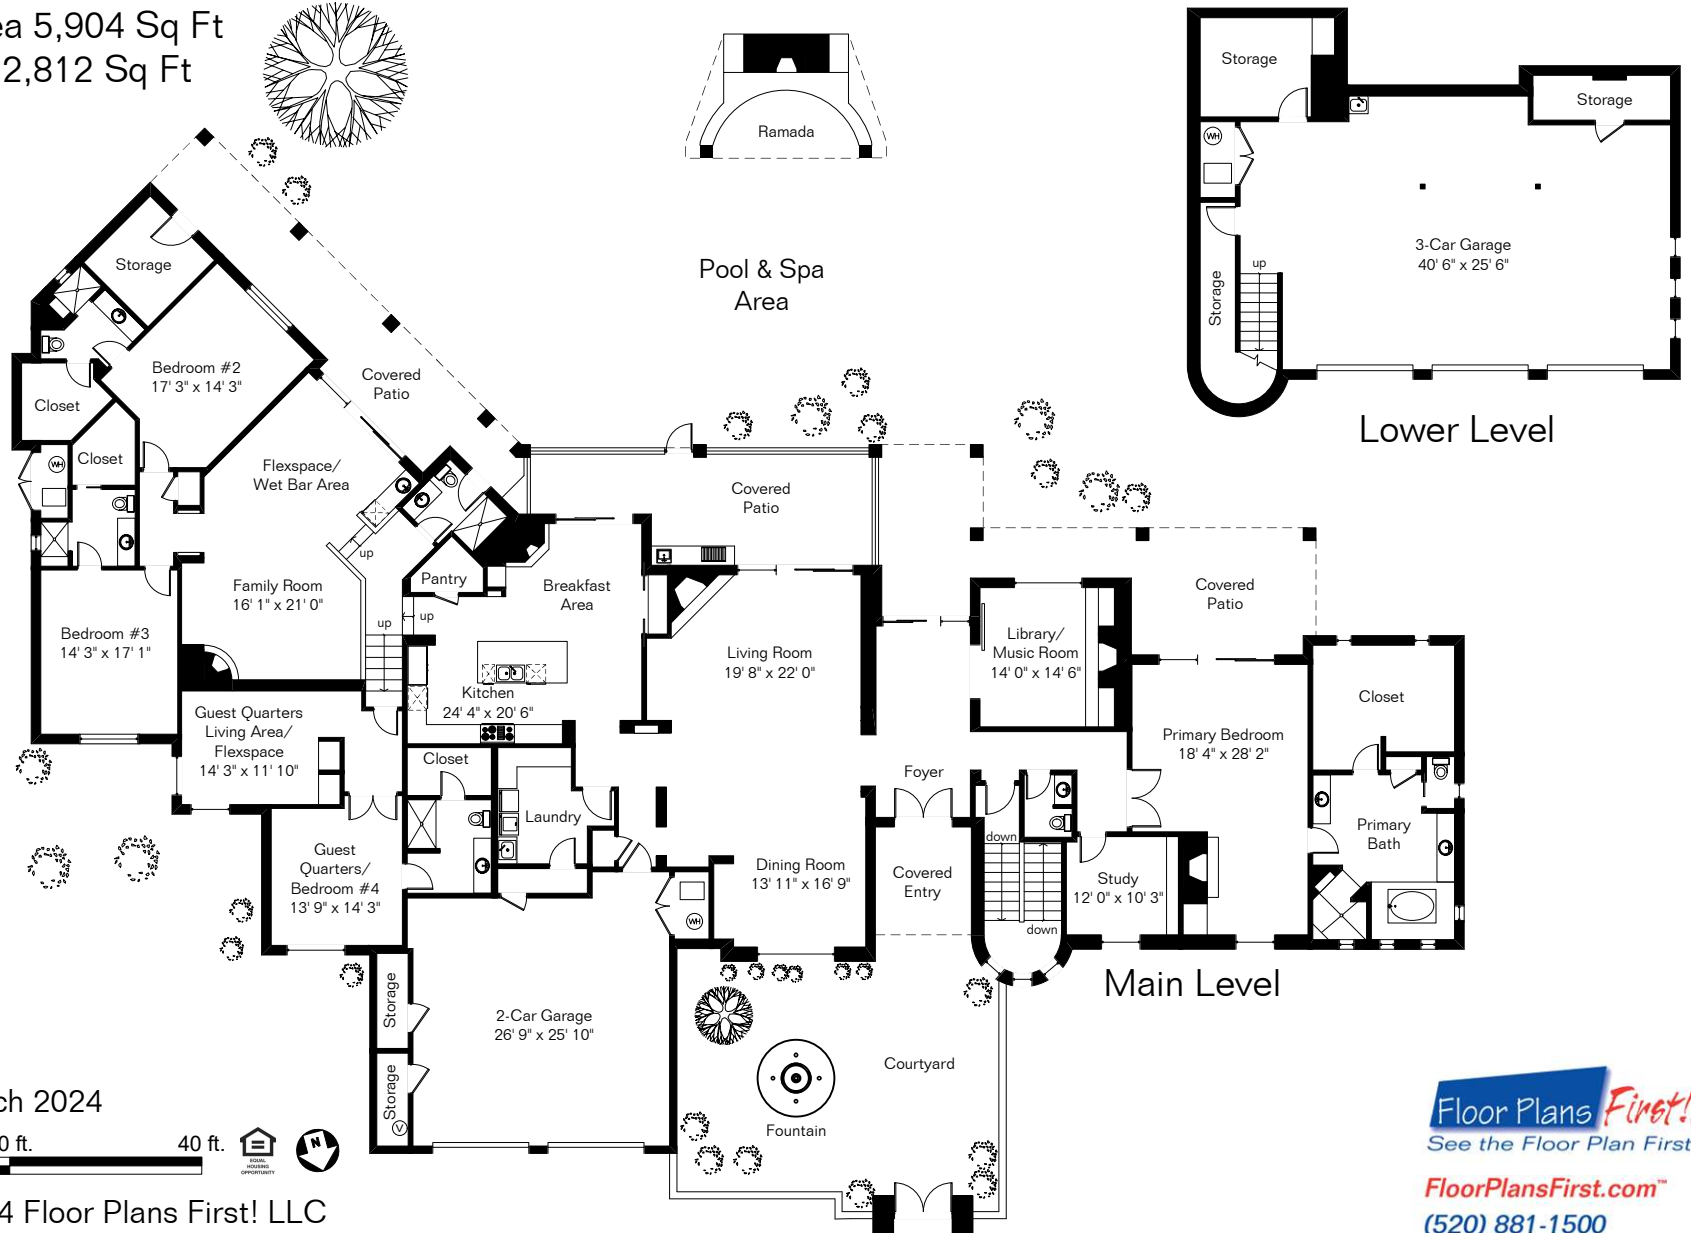 ea 5,904 Sq Ft
2,812 Sq Ft
Ramada
Pool & Spa
Area
Storage
Storage
WH
3-Car Garage
40' 6" x 25' 6"
up
Storage
Lower Level
Storage
Bedroom #2
17' 3" x 14' 3"
Covered
Patio
Closet
Closet
WH
Flexspace/
Wet Bar Area
up
Covered
Patio
Pantry
Breakfast
Area
Family Room
16' 1" x 21' 0"
up
up
Covered
Patio
Bedroom #3
14' 3" x 17' 1"
Library/
Music Room
14' 0" x 14' 6"
Living Room
19' 8" x 22' 0"
Kitchen
24' 4" x 20' 6"
Closet
Guest Quarters
Living Area/
Flexspace
14' 3" x 11' 10"
Primary Bedroom
18' 4" x 28' 2"
Closet
Foyer
Laundry
down
Primary
Bath
Guest
Quarters/
Bedroom #4
13' 9" x 14' 3"
Dining Room
13' 11" x 16' 9"
Covered
Entry
Study
12' 0" x 10' 3"
WH
down
Main Level
Storage
2-Car Garage
26' 9" x 25' 10"
Courtyard
Storage
V
Fountain
ch 2024
0 ft.
40 ft.
EQUAL
HOUSING
OPPORTUNITY
N
4 Floor Plans First! LLC
Floor Plans First!
See the Floor Plan First
FloorPlansFirst.com™
(520) 881-1500